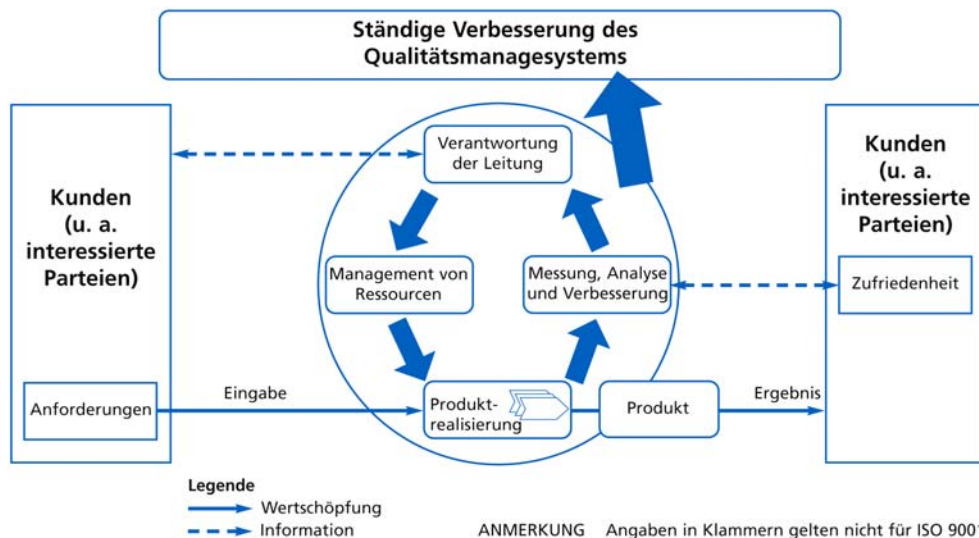 Ständige Verbesserung des
Qualitätsmanagesystems
Kunden
(u. a.
interessierte
Parteien)
Anforderungen
Eingabe
Verantwortung
der Leitung
Management von
Ressourcen
Messung, Analyse
und Verbesserung
Produkt-
realisierung
Produkt
Ergebnis
Kunden
(u. a.
interessierte
Parteien)
Zufriedenheit
Legende
Wertschöpfung
Information
ANMERKUNG Angaben in Klammern gelten nicht für ISO 9001